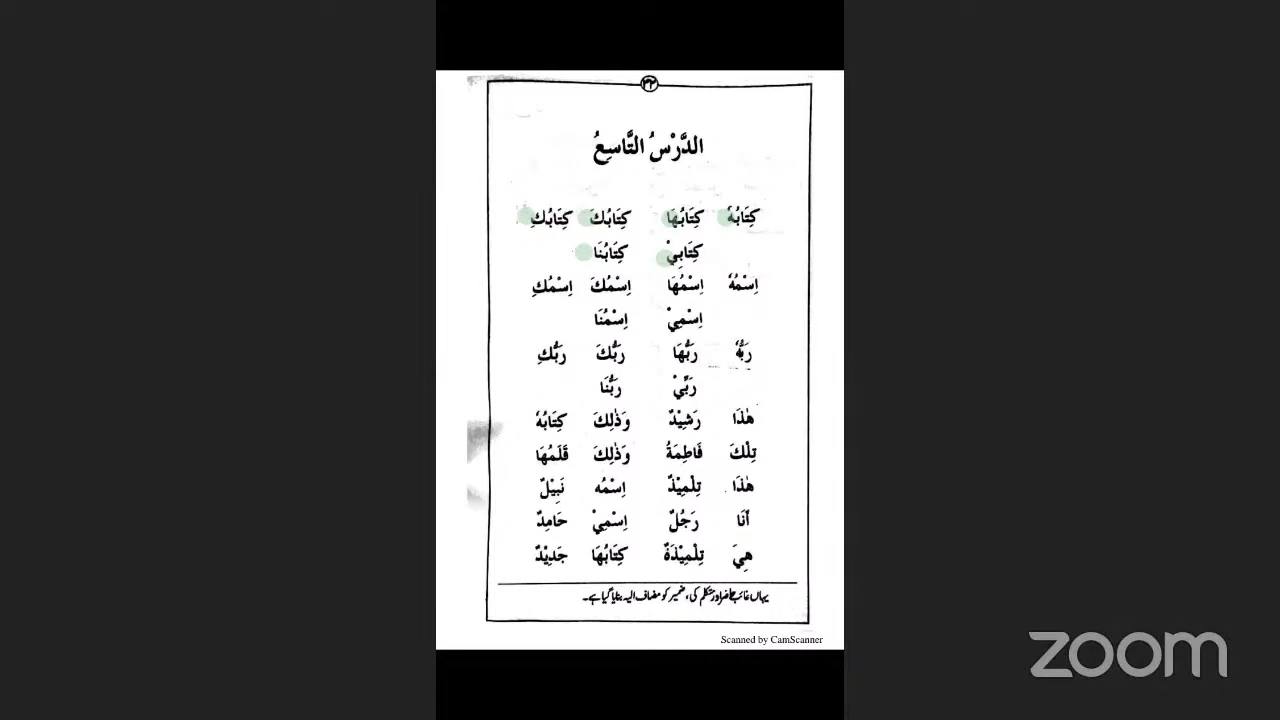 ٣٢
الدَّرْسُ التَّاسِعُ
كِتَابُهٗ كِتَابُهَا كِتَابُكَ كِتَابُكِ
كِتَابِيْ كِتَابُنَا
اِسْمُهٗ اِسْمُهَا اِسْمُكَ اِسْمُكِ
اِسْمِيْ اِسْمُنَا
رَبُّهٗ رَبُّهَا رَبُّكَ رَبُّكِ
رَبِّيْ رَبُّنَا
هٰذَا رَشِيْدٌ وَذٰلِكَ كِتَابُهٗ
تِلْكَ فَاطِمَةُ وَذٰلِكَ قَلَمُهَا
هٰذَا تِلْمِيْذٌ اِسْمُه نَبِيْلٌ
أَنَا رَجُلٌ اِسْمِيْ حَامِدٌ
هِيَ تِلْمِيْذَةٌ كِتَابُهَا جَدِيْدٌ
یہاں غائب حاضر اور متکلم کی، ضمیر کو مضاف الیہ بنایا گیا ہے۔
Scanned by CamScanner
zoom